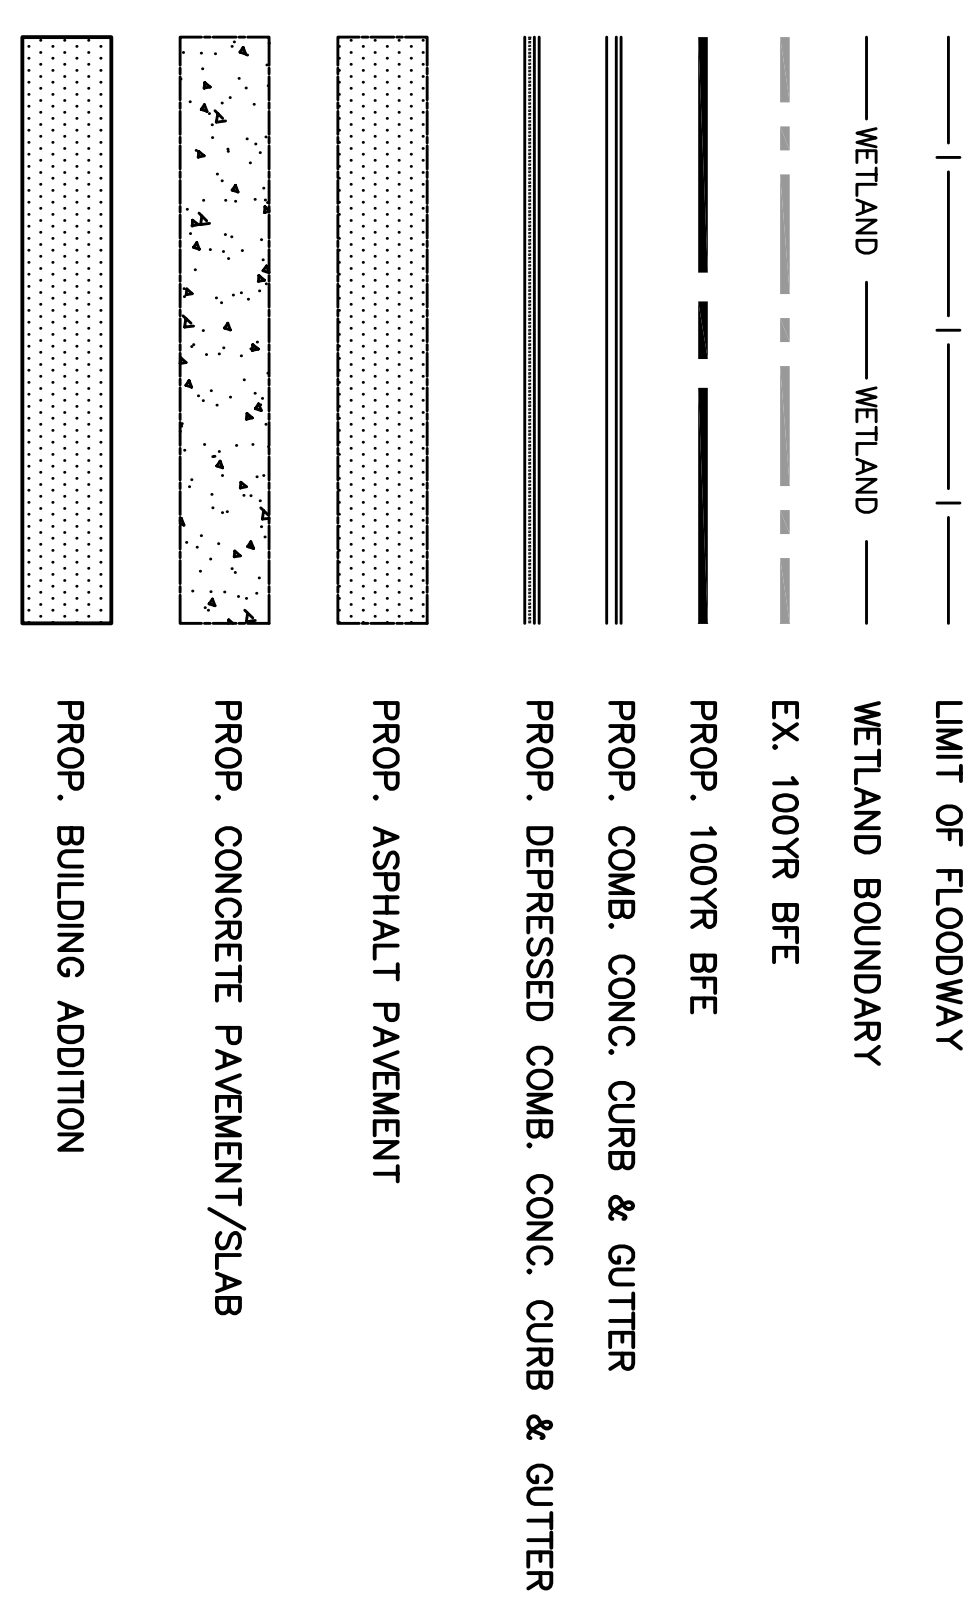 LIMIT OF FLOODWAY
WETLAND WETLAND WETLAND BOUNDARY
EX. 100YR BFE
PROP. 100YR BFE
PROP. COMB. CONC. CURB & GUTTER
PROP. DEPRESSED COMB. CONC. CURB & GUTTER
PROP. ASPHALT PAVEMENT
PROP. CONCRETE PAVEMENT/SLAB
PROP. BUILDING ADDITION